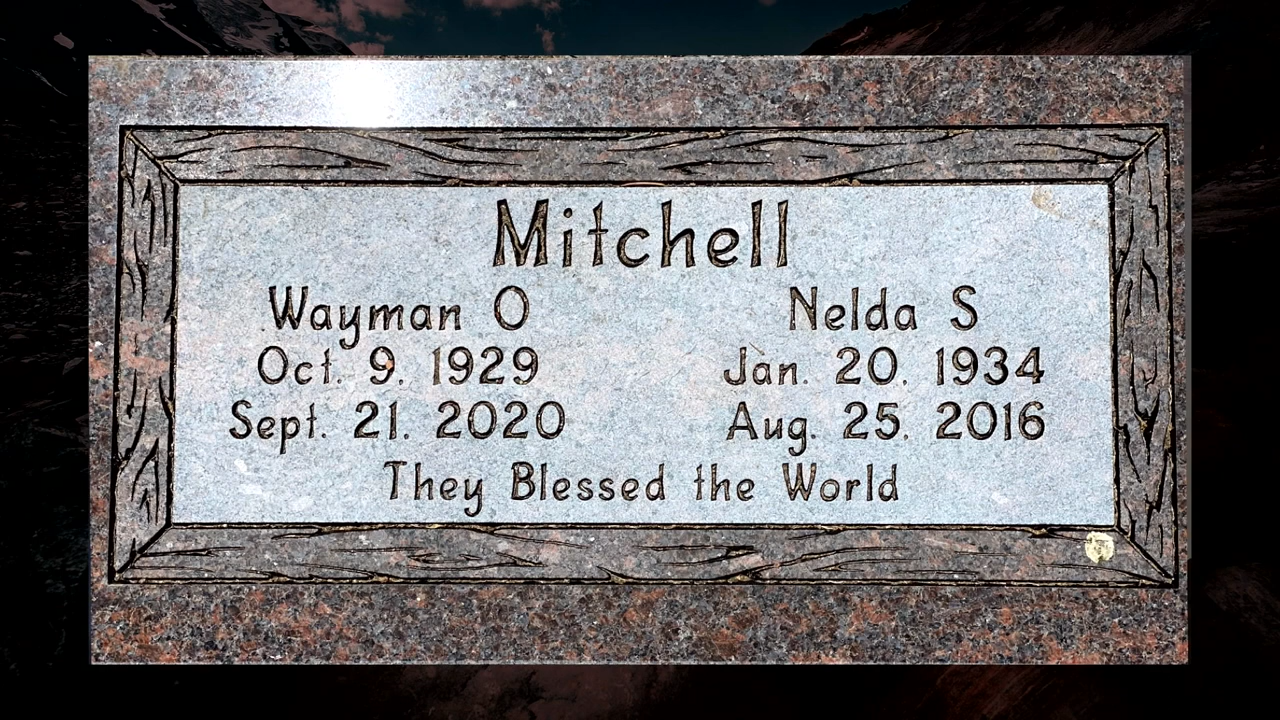 Mitchell
Wayman O Nelda S
Oct. 9. 1929 Jan. 20. 1934
Sept. 21. 2020 Aug. 25. 2016
They Blessed the World